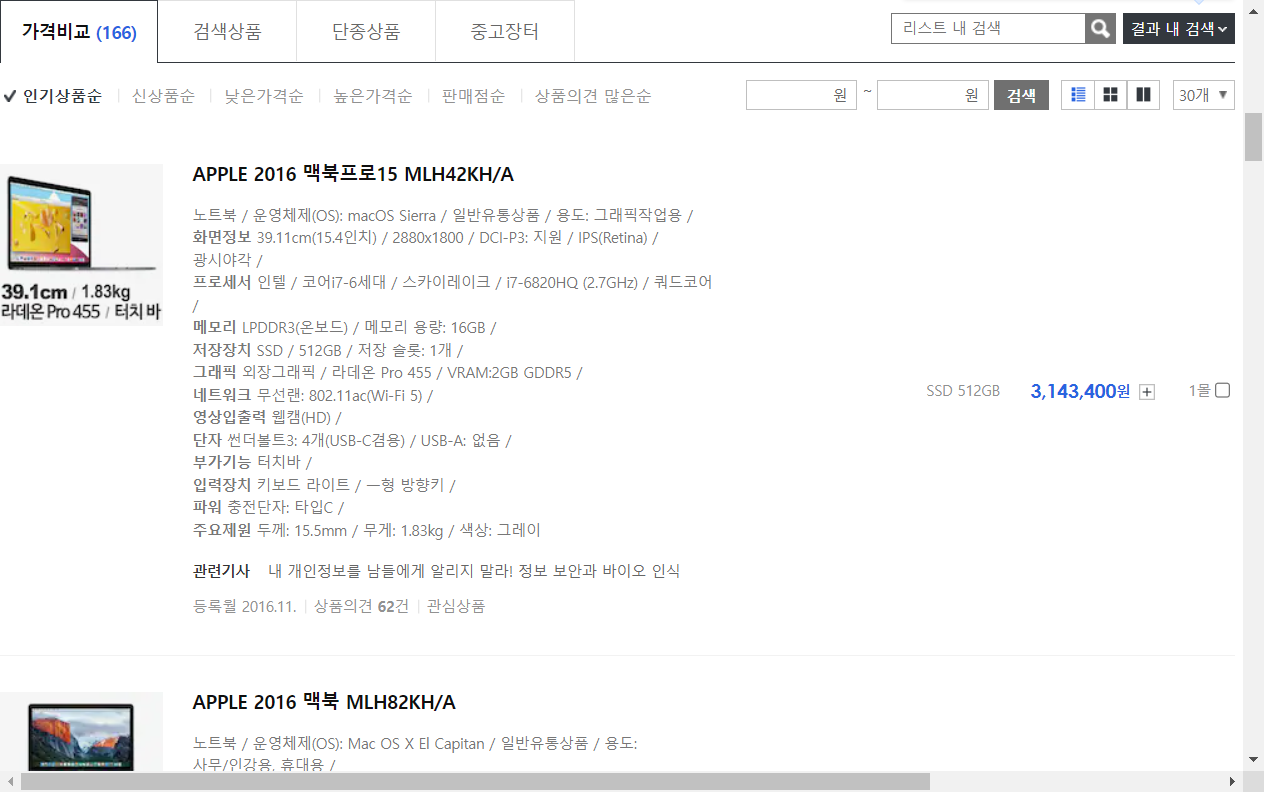 가격비교 (166) 검색상품 단종상품 중고장터 리스트 내 검색 결과 내 검색
인기상품순 신상품순 낮은가격순 높은가격순 판매점순 상품의견 많은순 원 ~ 원 검색 30개 ▼
APPLE 2016 맥북프로15 MLH42KH/A
노트북 / 운영체제(OS): macOS Sierra / 일반유통상품 / 용도: 그래픽작업용 /
화면정보 39.11cm(15.4인치) / 2880x1800 / DCI-P3: 지원 / IPS(Retina) /
광시야각 /
프로세서 인텔 / 코어i7-6세대 / 스카이레이크 / i7-6820HQ (2.7GHz) / 쿼드코어
/
39.1cm / 1.83kg
라데온 Pro 455 / 터치 바
메모리 LPDDR3(온보드) / 메모리 용량: 16GB /
저장장치 SSD / 512GB / 저장 슬롯: 1개 /
그래픽 외장그래픽 / 라데온 Pro 455 / VRAM:2GB GDDR5 /
네트워크 무선랜: 802.11ac(Wi-Fi 5) /
SSD 512GB 3,143,400원 1몰
영상입출력 웹캠(HD) /
단자 썬더볼트3: 4개(USB-C겸용) / USB-A: 없음 /
부가기능 터치바 /
입력장치 키보드 라이트 / ㅡ형 방향키 /
파워 충전단자: 타입C /
주요제원 두께: 15.5mm / 무게: 1.83kg / 색상: 그레이
관련기사 내 개인정보를 남들에게 알리지 말라! 정보 보안과 바이오 인식
등록월 2016.11. 상품의견 62건 관심상품
APPLE 2016 맥북 MLH82KH/A
노트북 / 운영체제(OS): Mac OS X El Capitan / 일반유통상품 / 용도:
사무/인강용, 휴대용 /